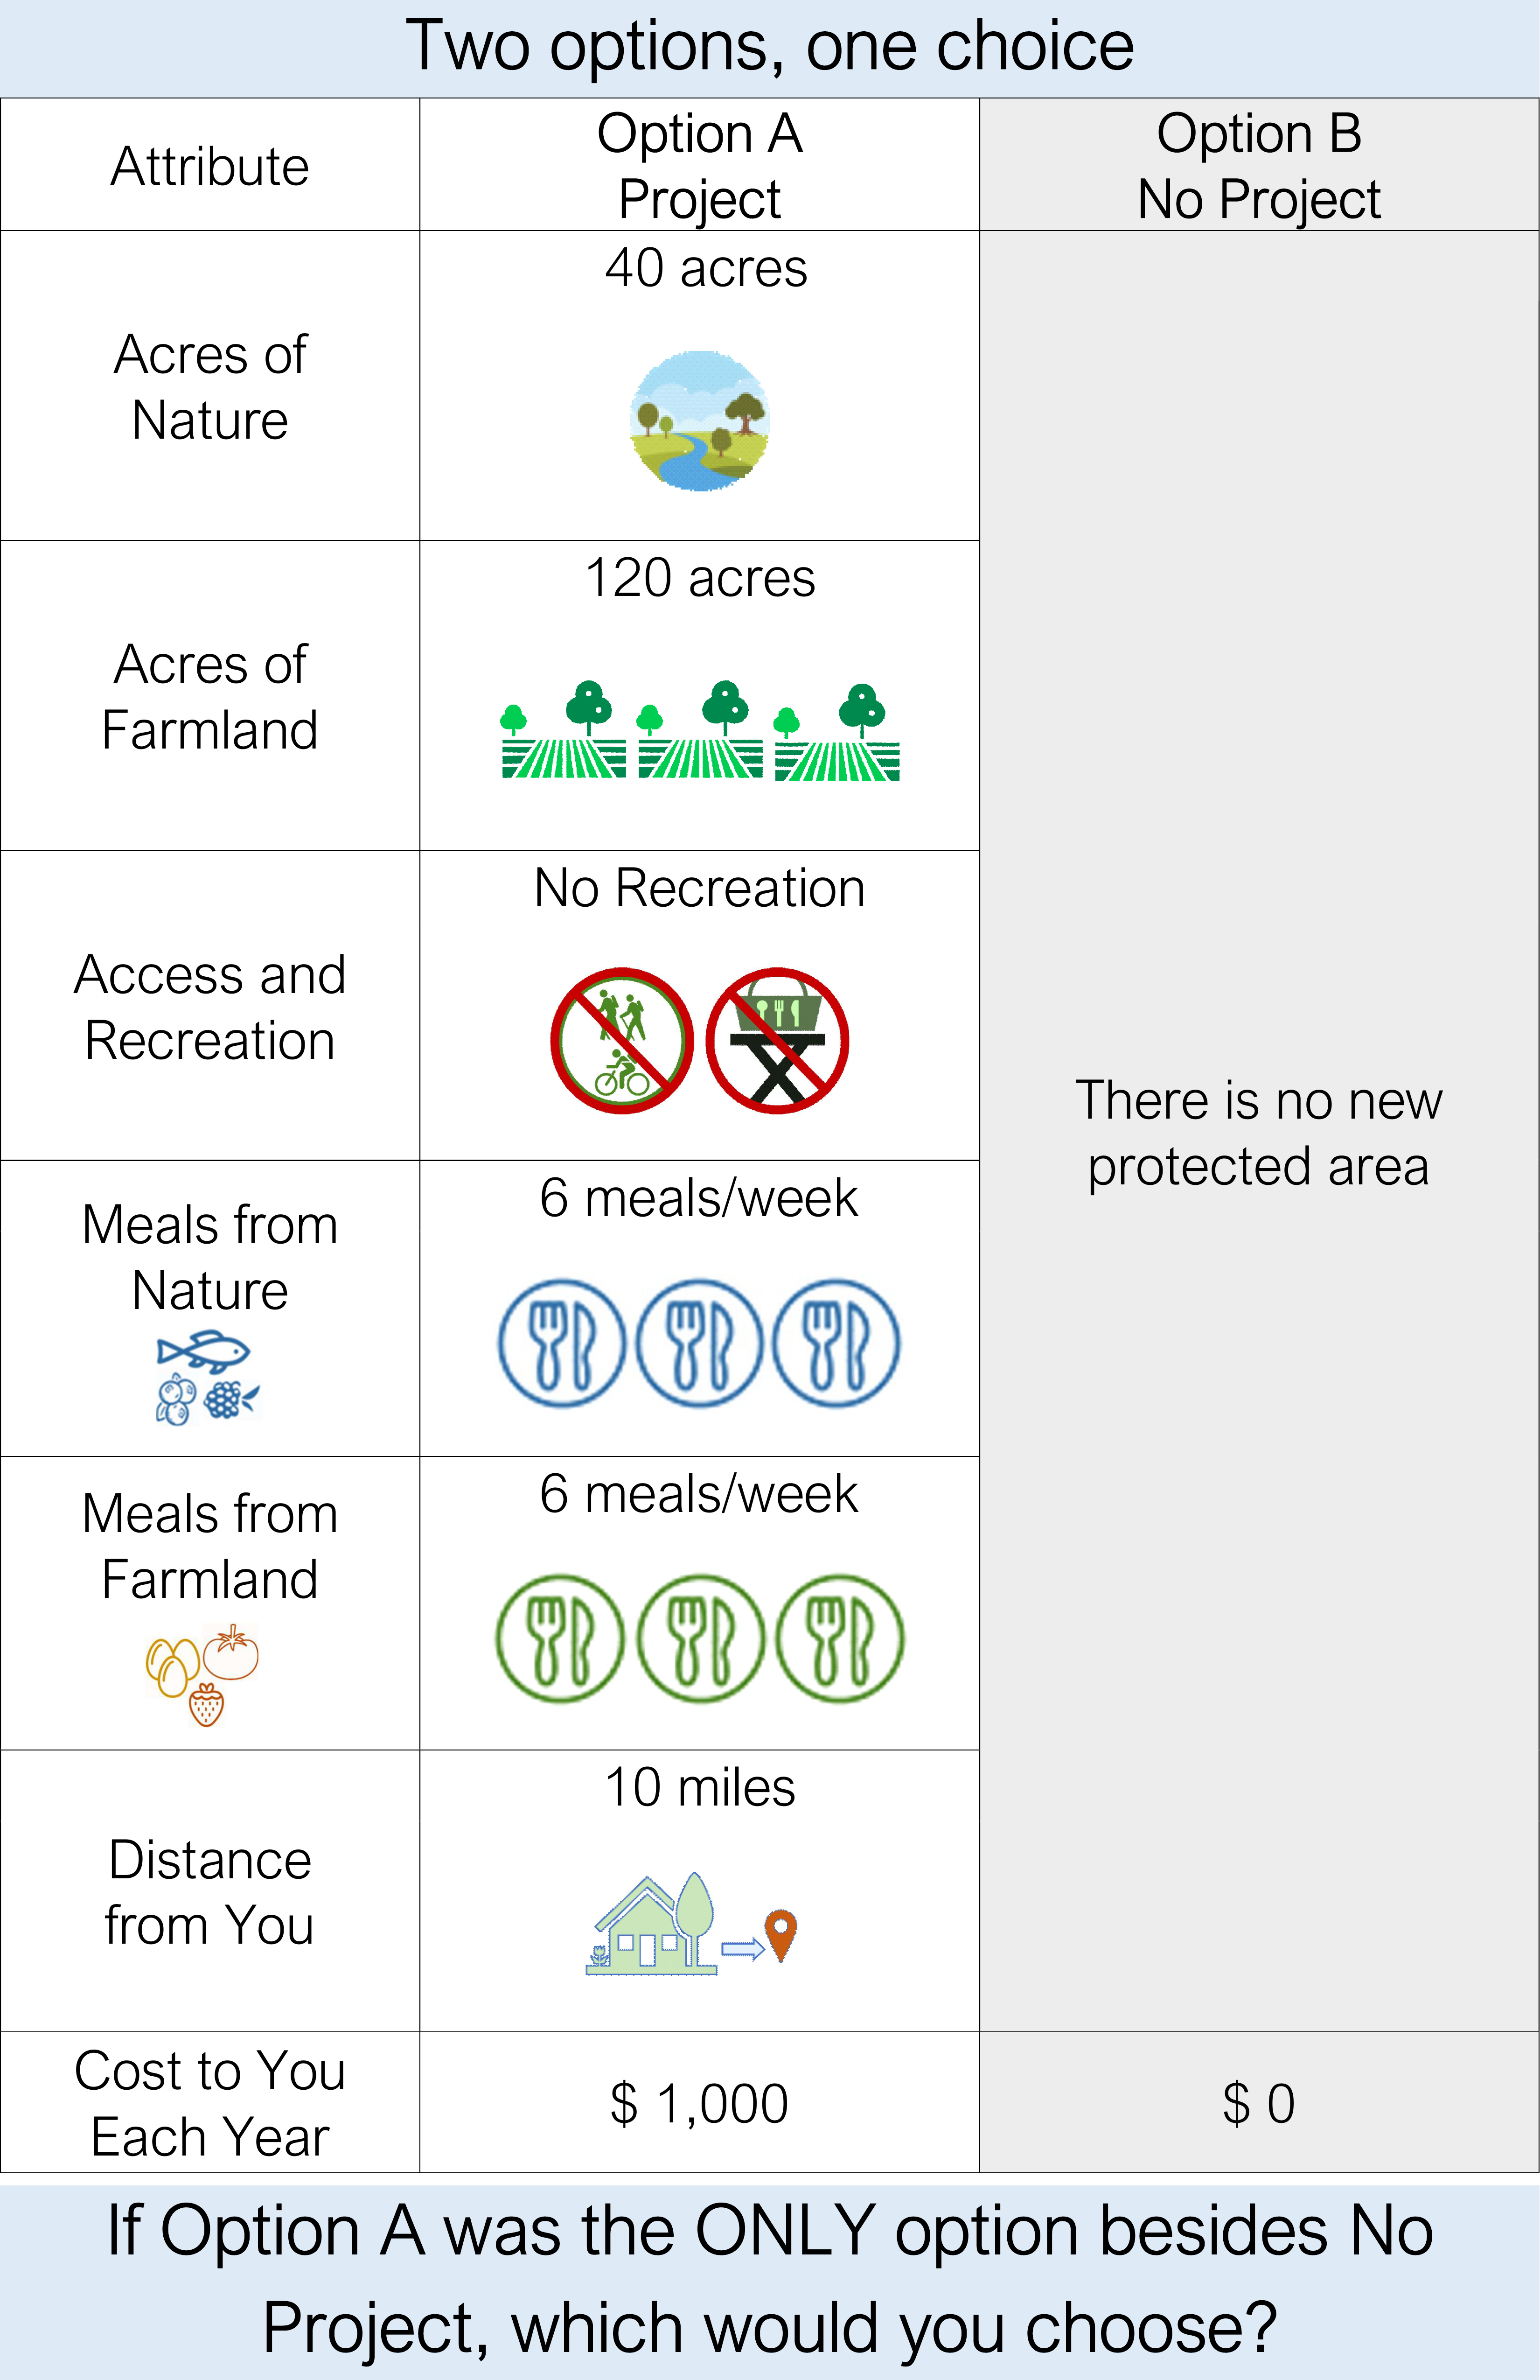 Two options, one choice
Attribute
Option A
Project
Option B
No Project
Acres of
Nature
40 acres
Acres of
Farmland
120 acres
Access and
Recreation
No Recreation
Meals from
Nature
6 meals/week
Meals from
Farmland
6 meals/week
Distance
from You
10 miles
There is no new
protected area
Cost to You
Each Year
$ 1,000
$ 0
If Option A was the ONLY option besides No
Project, which would you choose?